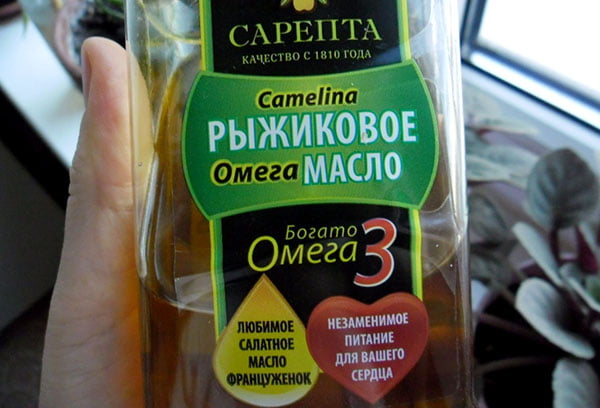 САРЕПТА
КАЧЕСТВО С 1810 ГОДА
Camelina
РЫЖИКОВОЕ
Омега МАСЛО
Богато
Омега 3
ЛЮБИМОЕ
САЛАТНОЕ
МАСЛО
ФРАНЦУЖЕНОК
НЕЗАМЕНИМОЕ
ПИТАНИЕ
ДЛЯ ВАШЕГО
СЕРДЦА